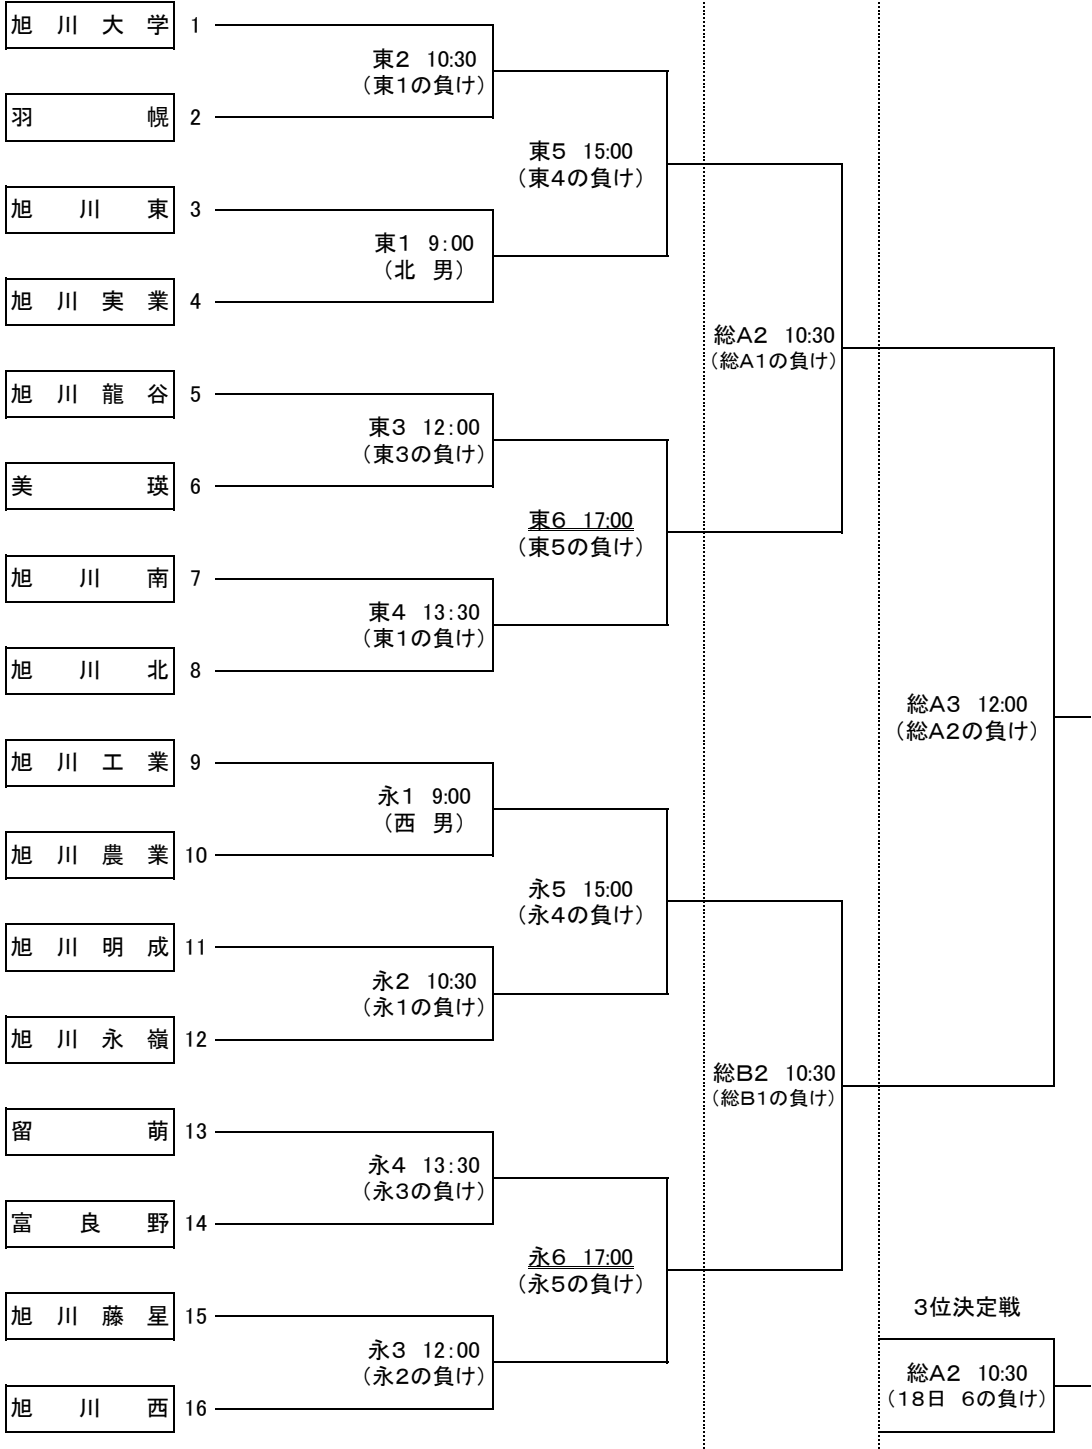 旭川大学 1
東2 10:30
(東1の負け)
羽幌 2
東5 15:00
(東4の負け)
旭川東 3
東1 9:00
(北 男)
旭川実業 4
総A2 10:30
(総A1の負け)
旭川龍谷 5
東3 12:00
(東3の負け)
美瑛 6
東6 17:00
(東5の負け)
旭川南 7
東4 13:30
(東1の負け)
旭川北 8
総A3 12:00
(総A2の負け)
旭川工業 9
永1 9:00
(西 男)
旭川農業 10
永5 15:00
(永4の負け)
旭川明成 11
永2 10:30
(永1の負け)
旭川永嶺 12
総B2 10:30
(総B1の負け)
留萌 13
永4 13:30
(永3の負け)
富良野 14
永6 17:00
(永5の負け)
旭川藤星 15
3位決定戦
永3 12:00
(永2の負け)
総A2 10:30
(18日 6の負け)
旭川西 16